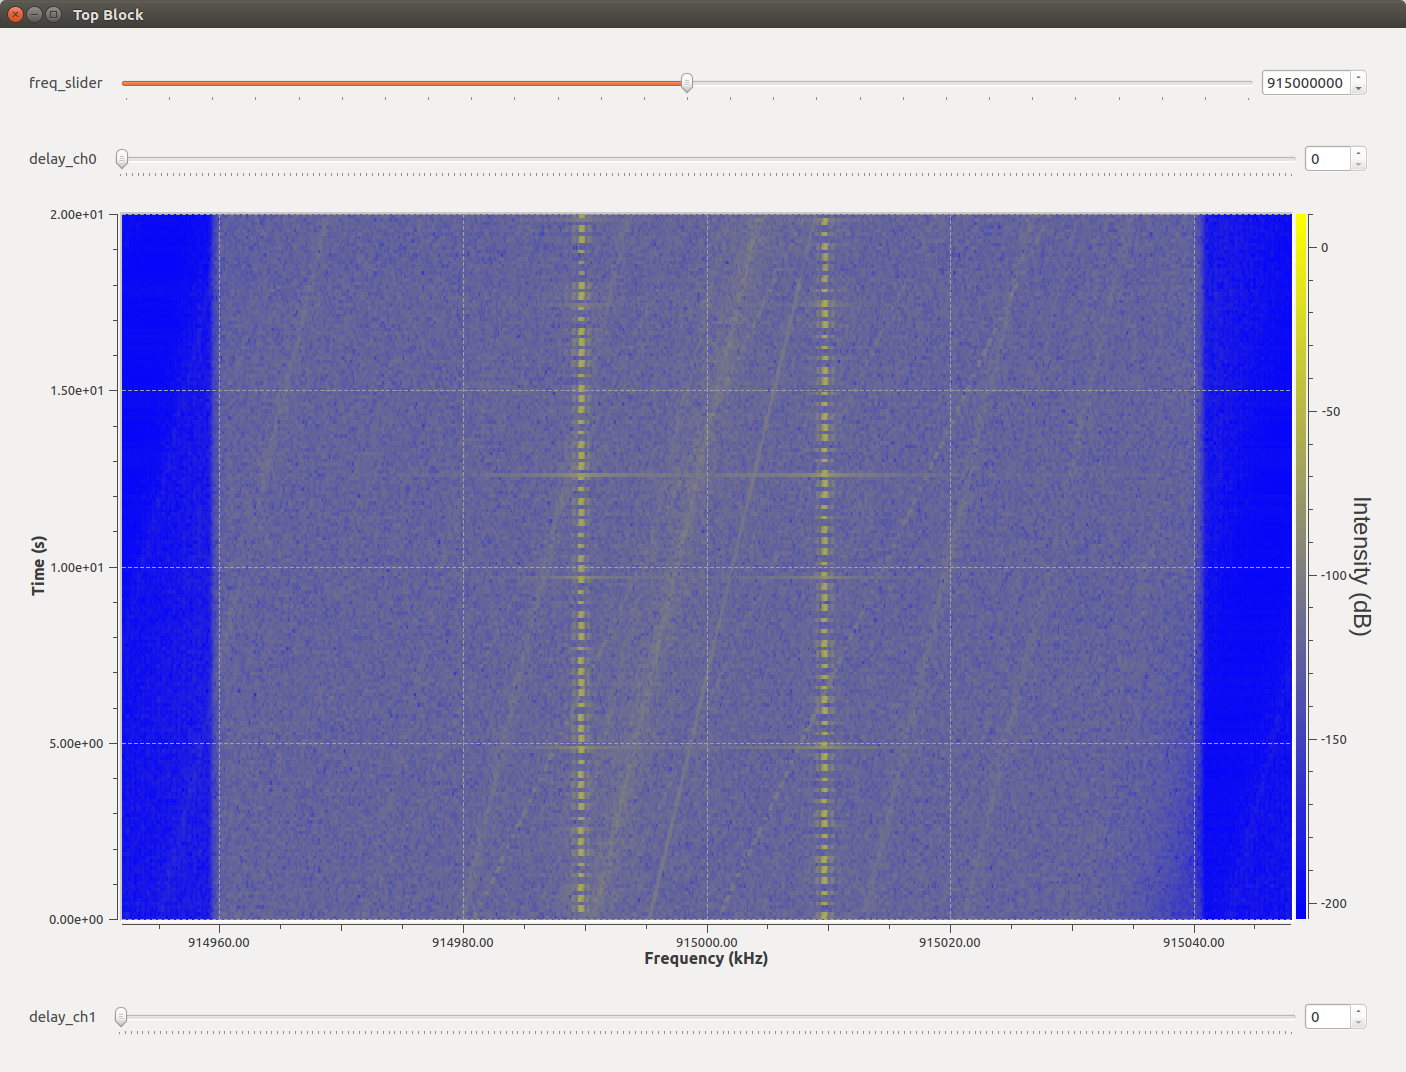 Top Block
freq_slider
915000000
delay_ch0
0
2.00e+01
1.50e+01
1.00e+01
5.00e+00
0.00e+00
Time (s)
0
-50
-100
-150
-200
Intensity (dB)
914960.00 914980.00 915000.00 915020.00 915040.00
Frequency (kHz)
delay_ch1
0